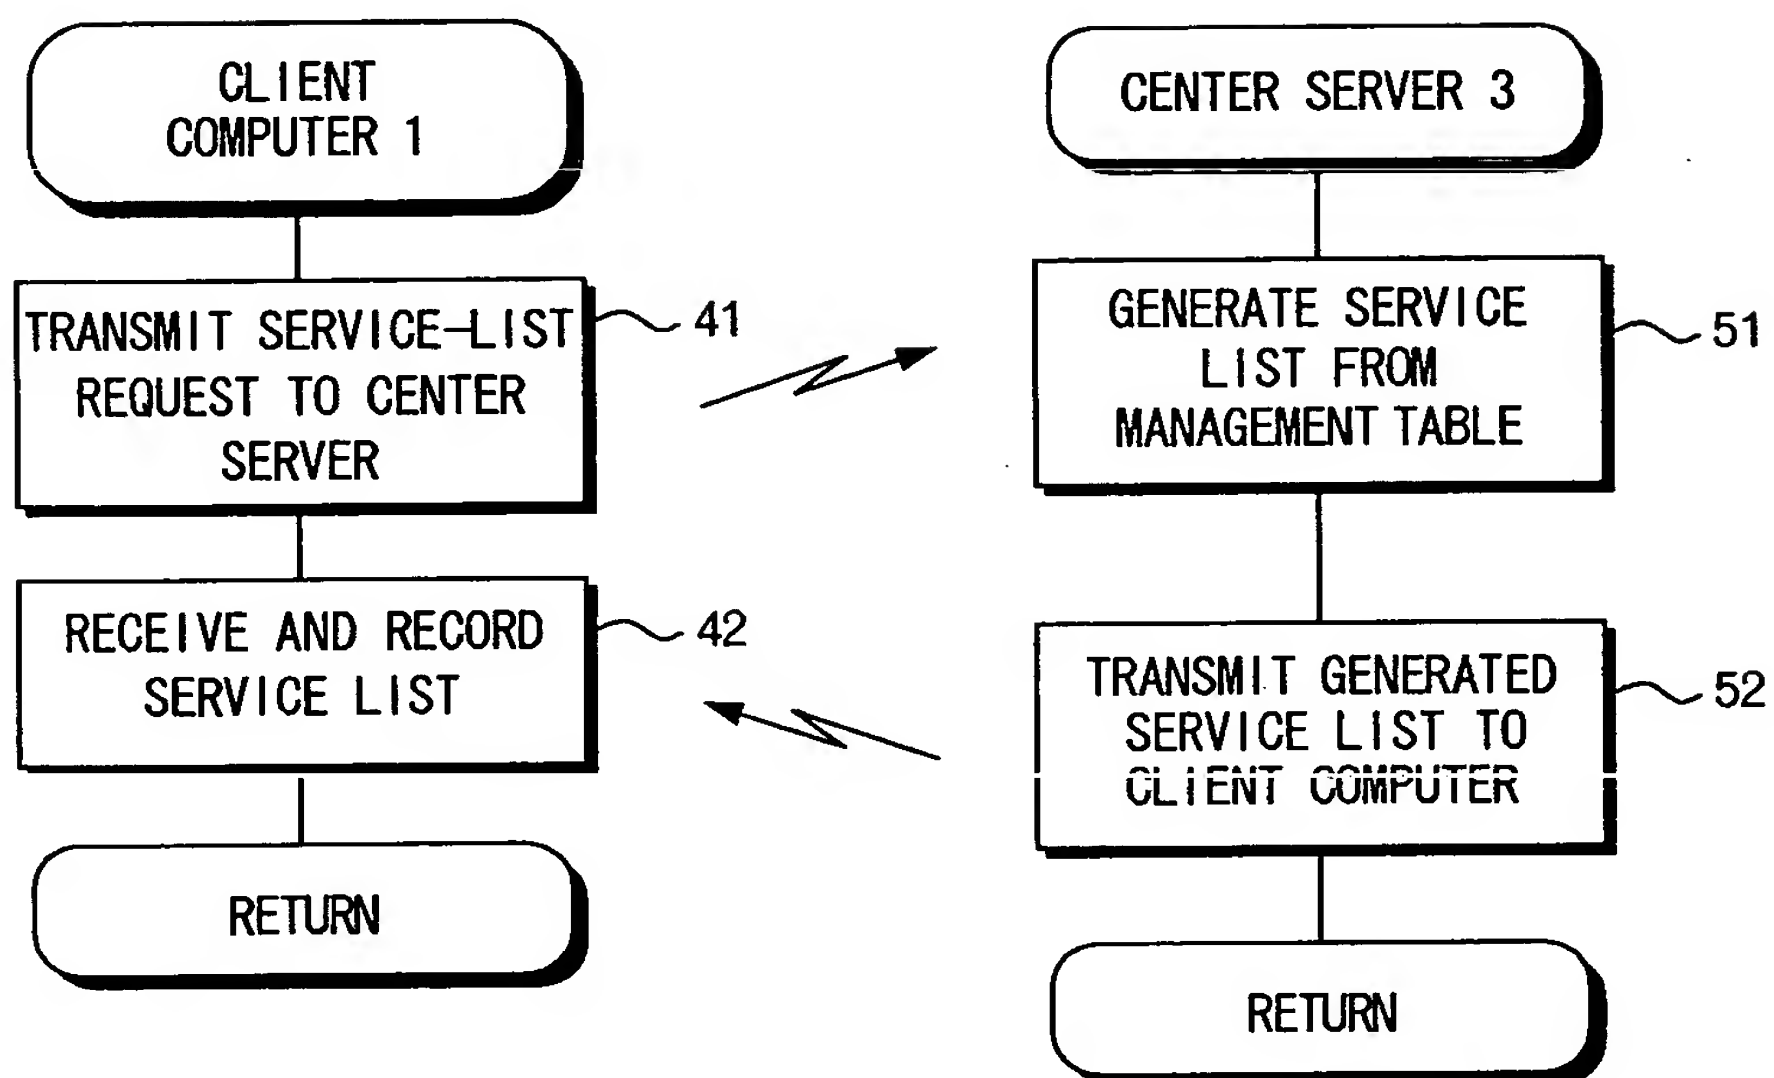 CLIENT
COMPUTER 1
TRANSMIT SERVICE-LIST
REQUEST TO CENTER
SERVER
41
RECEIVE AND RECORD
SERVICE LIST
42
RETURN
CENTER SERVER 3
GENERATE SERVICE
LIST FROM
MANAGEMENT TABLE
51
TRANSMIT GENERATED
SERVICE LIST TO
CLIENT COMPUTER
52
RETURN